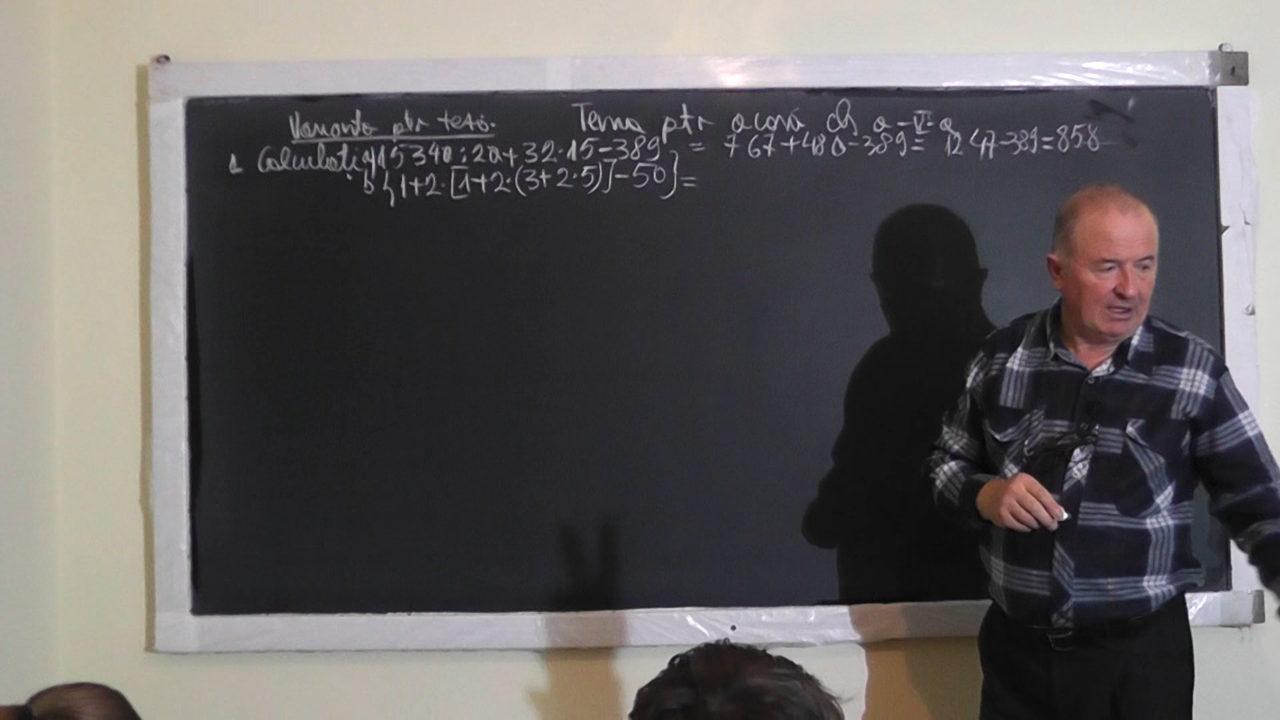 Variante ptr teză. Tema ptr acasă cls a - V - a
1. Calculați a) 15340 : 20 + 32 · 15 - 389 = 767 + 480 - 389 = 1247 - 389 = 858
b) {1 + 2 · [1 + 2 · (3 + 2 · 5)] - 50} =